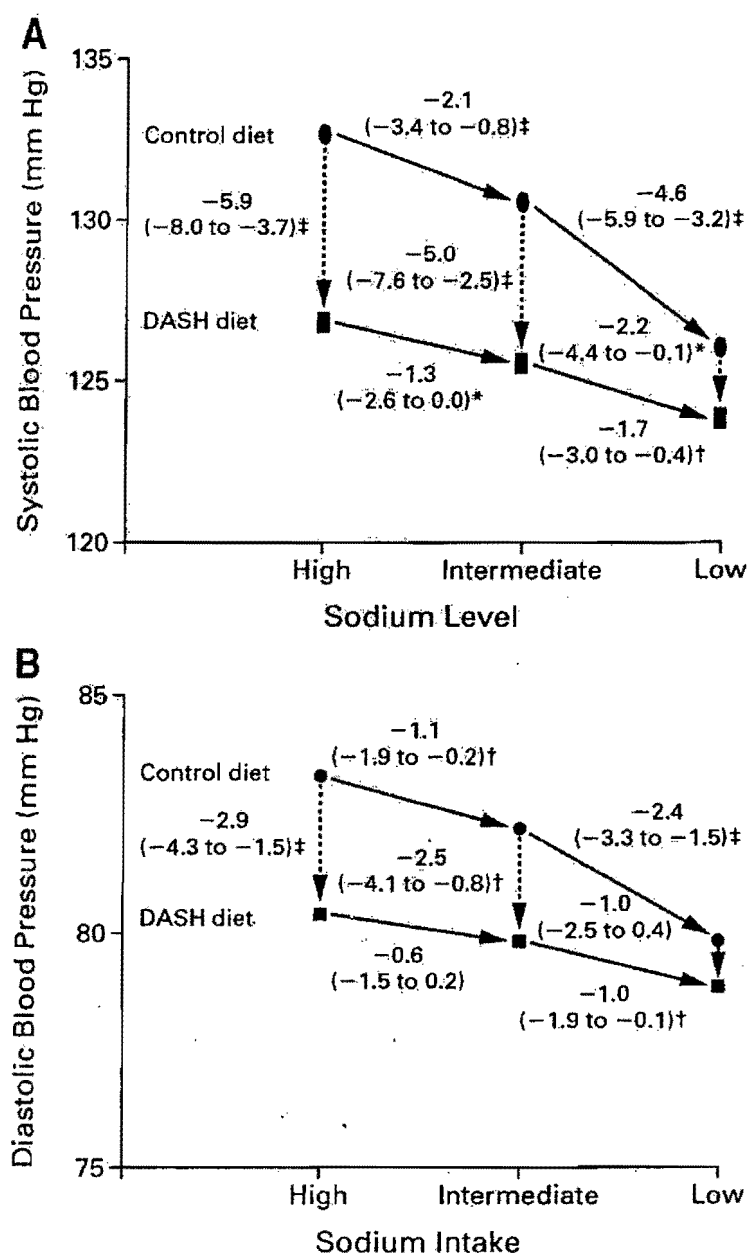 A
135
Systolic Blood Pressure (mm Hg)
−2.1
(−3.4 to −0.8)‡
Control diet
−5.9
(−8.0 to −3.7)‡
−4.6
(−5.9 to −3.2)‡
130
−5.0
(−7.6 to −2.5)‡
DASH diet
−2.2
(−4.4 to −0.1)*
−1.3
(−2.6 to 0.0)*
125
−1.7
(−3.0 to −0.4)†
120
High Intermediate Low
Sodium Level
B
85
Diastolic Blood Pressure (mm Hg)
−1.1
(−1.9 to −0.2)†
Control diet
−2.9
(−4.3 to −1.5)‡
−2.4
(−3.3 to −1.5)‡
−2.5
(−4.1 to −0.8)†
DASH diet
−1.0
(−2.5 to 0.4)
80
−0.6
(−1.5 to 0.2)
−1.0
(−1.9 to −0.1)†
75
High Intermediate Low
Sodium Intake